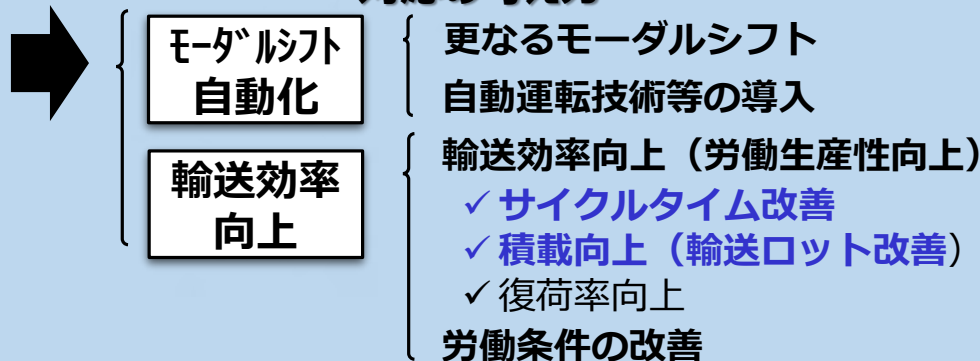 モーダルシフト
自動化
更なるモーダルシフト
自動運転技術等の導入
輸送効率
向上
輸送効率向上（労働生産性向上）
✓サイクルタイム改善
✓積載向上（輸送ロット改善）
✓復荷率向上
労働条件の改善